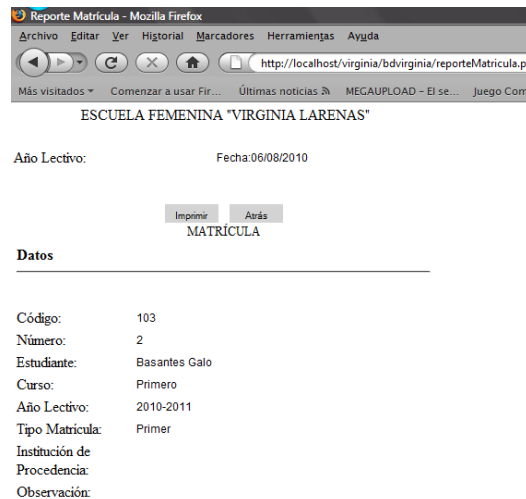 Reporte Matrícula - Mozilla Firefox
Archivo Editar Ver Historial Marcadores Herramientas Ayuda
http://localhost/virginia/bdvirginia/reporteMatricula.p
Más visitados Comenzar a usar Fir... Últimas noticias MEGAUPLOAD - El se... Juego Com
ESCUELA FEMENINA "VIRGINIA LARENAS"
Año Lectivo: Fecha:06/08/2010
Imprimir Atrás
MATRÍCULA
Datos
Código: 103
Número: 2
Estudiante: Basantes Galo
Curso: Primero
Año Lectivo: 2010-2011
Tipo Matricula: Primer
Institución de
Procedencia:
Observación: